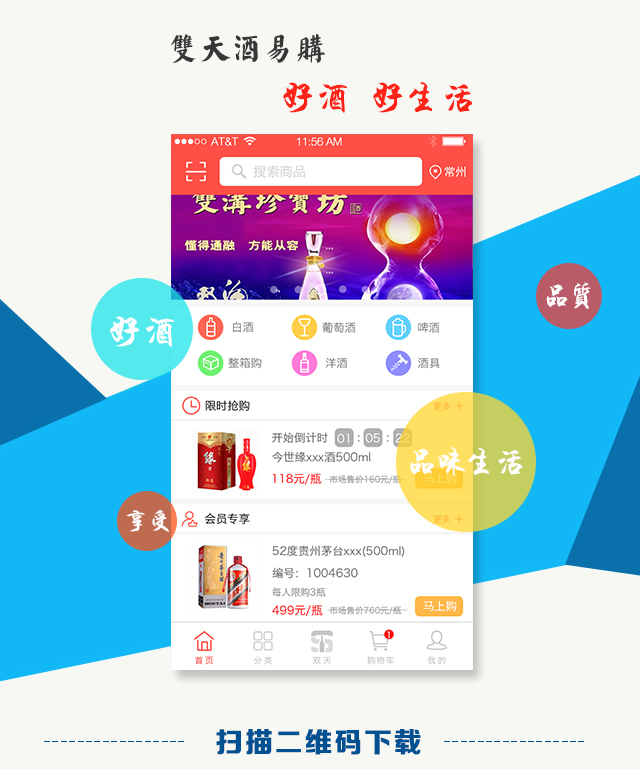 雙天酒易購
好酒 好生活
AT&T 11:56 AM
搜索商品 常州
雙溝珍寶坊
懂得通融 方能从容
好酒
白酒 葡萄酒 啤酒
品質
整箱购 洋酒 酒具
限时抢购 更多 +
开始倒计时 01 : 05 : 22
今世缘xxx酒500ml
118元/瓶 市场售价160元/瓶 马上购
品味生活
缘
享受
会员专享 更多 +
52度贵州茅台xxx(500ml)
编号：1004630
每人限购3瓶
499元/瓶 市场售价760元/瓶 马上购
MOUTAI
1
首页 分类 双天 购物车 我的
扫描二维码下载